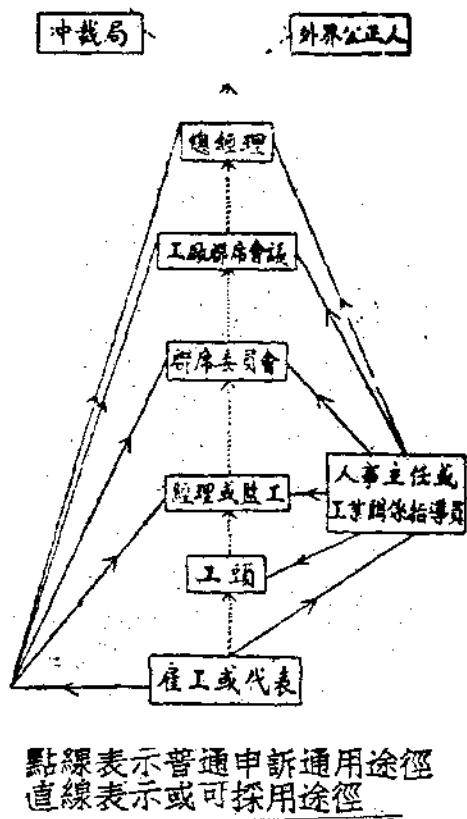 冲裁局
外界公正人
總經理
工廠聯席會議
聯席委員會
經理或監工
人事主任或
工業關係指導員
工頭
雇工或代表
點線表示普通申訴通用途徑
直線表示或可採用途徑